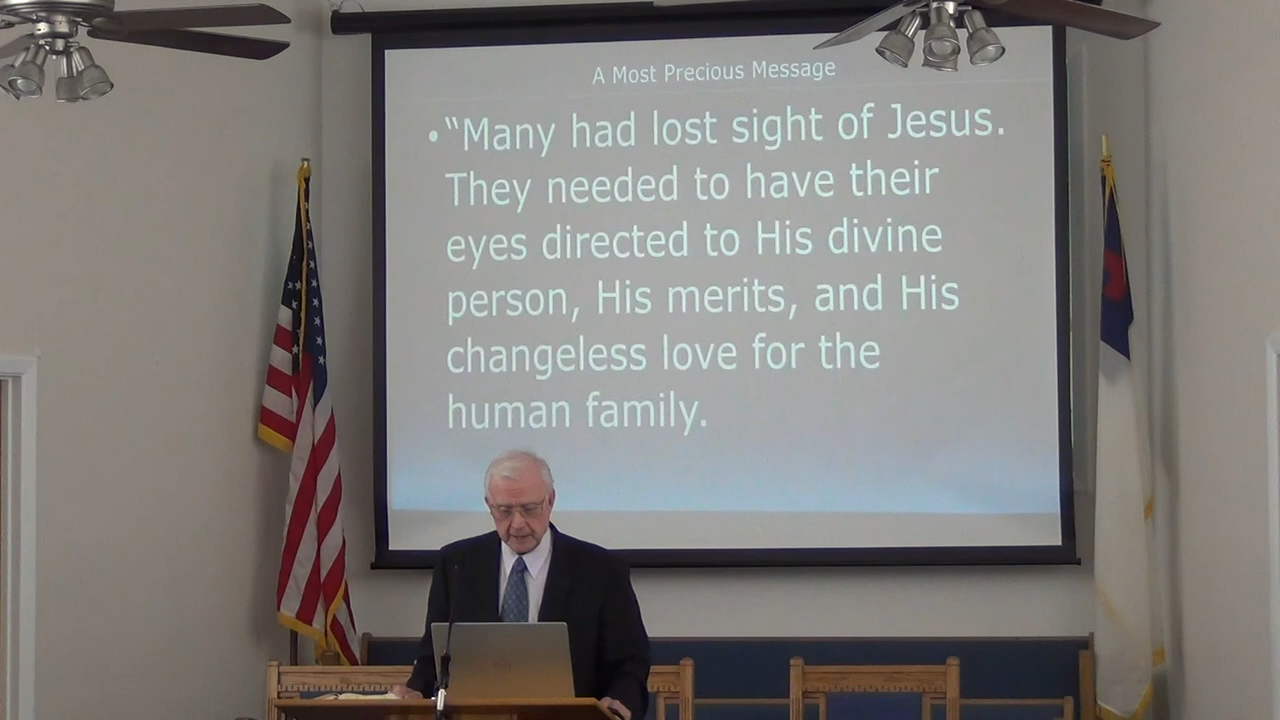 A Most Precious Message
•“Many had lost sight of Jesus.
They needed to have their
eyes directed to His divine
person, His merits, and His
changeless love for the
human family.